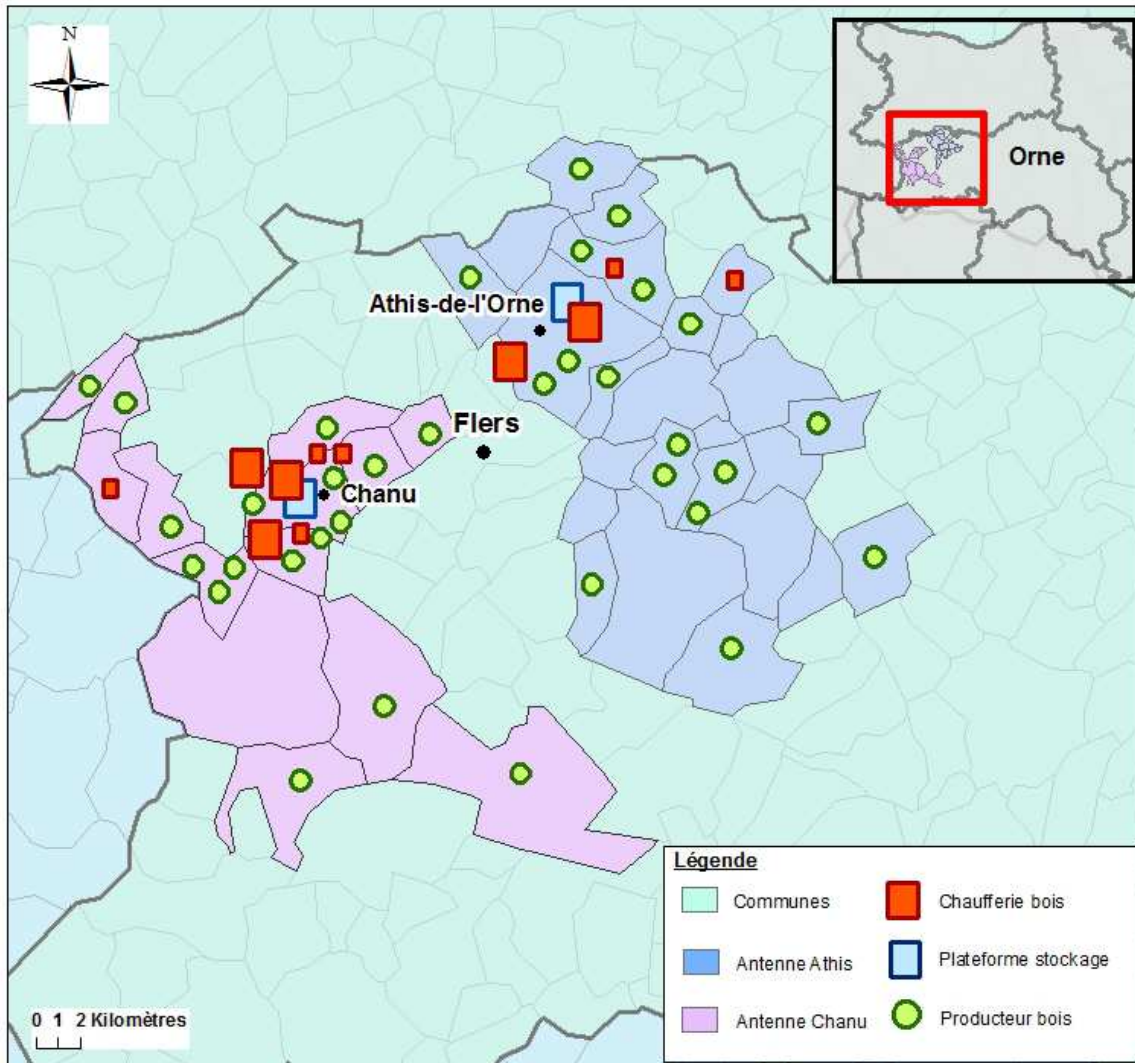 N
Orne
Athis-de-l'Orne
Flers
Chanu
Légende
Communes
Chaufferie bois
Antenne Athis
Plateforme stockage
Antenne Chanu
Producteur bois
0 1 2 Kilomètres